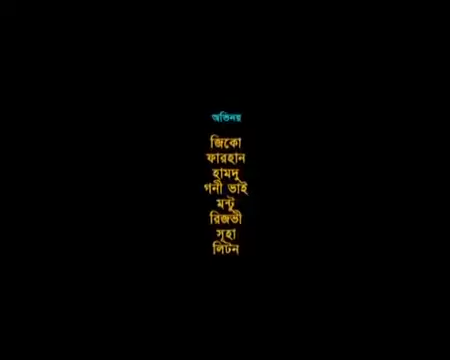 অভিনয়
জিকো
ফারহান
হামদু
গনী ভাই
মন্টু
রিজভী
সূহা
লিটন